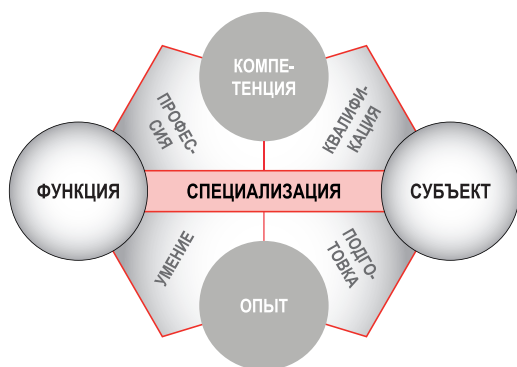 КОМПЕ-
ТЕНЦИЯ
ПРОФЕС-
СИЯ
КВАЛИФИ-
КАЦИЯ
ФУНКЦИЯ
СПЕЦИАЛИЗАЦИЯ
СУБЪЕКТ
УМЕНИЕ
ПОДГО-
ТОВКА
ОПЫТ